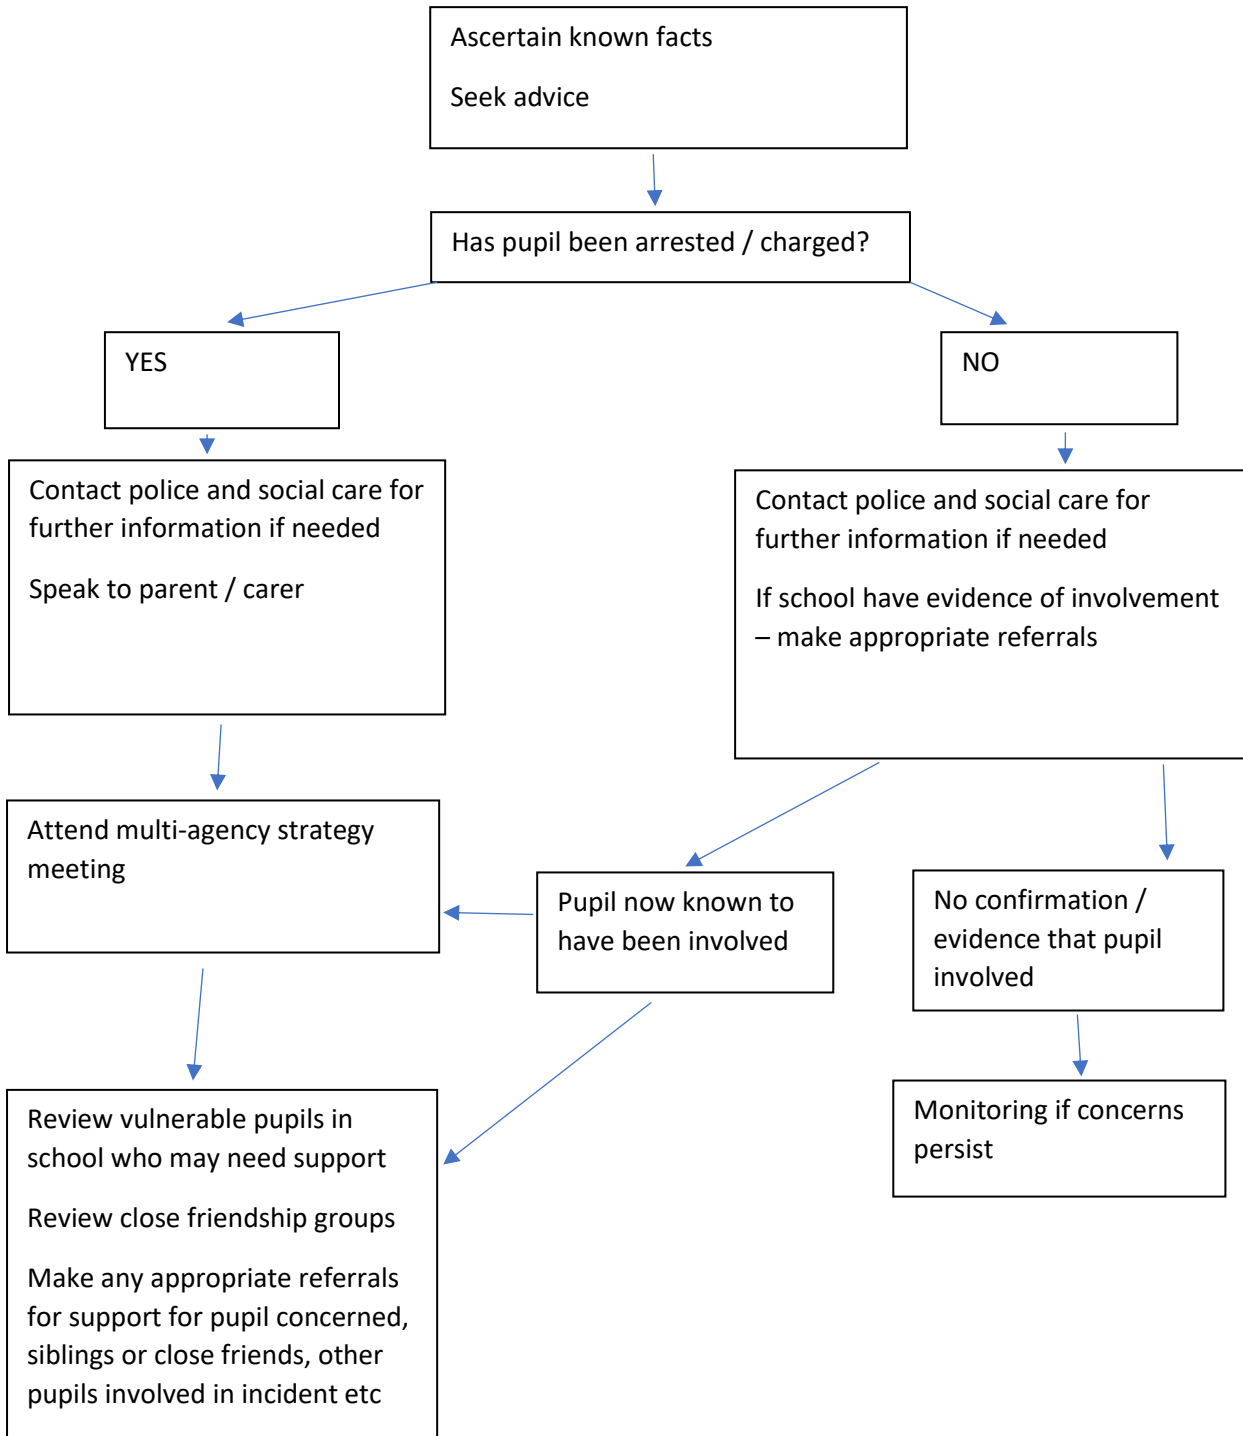 Ascertain known facts
Seek advice
Has pupil been arrested / charged?
YES
NO
Contact police and social care for
further information if needed
Speak to parent / carer
Contact police and social care for
further information if needed
If school have evidence of involvement
– make appropriate referrals
Attend multi-agency strategy
meeting
Pupil now known to
have been involved
No confirmation /
evidence that pupil
involved
Review vulnerable pupils in
school who may need support
Review close friendship groups
Make any appropriate referrals
for support for pupil concerned,
siblings or close friends, other
pupils involved in incident etc
Monitoring if concerns
persist